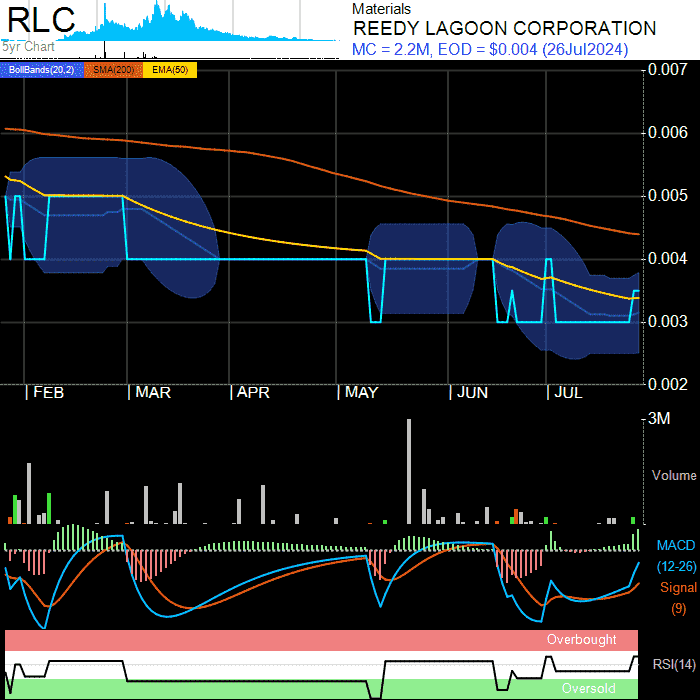 RLC
5yr Chart
Materials
REEDY LAGOON CORPORATION
MC = 2.2M, EOD = $0.004 (26Jul2024)
BollBands(20,2) SMA(200) EMA(50)
0.007
0.006
0.005
0.004
0.003
0.002
FEB MAR APR MAY JUN JUL
3M
Volume
MACD
(12-26)
Signal
(9)
Overbought
RSI(14)
Oversold